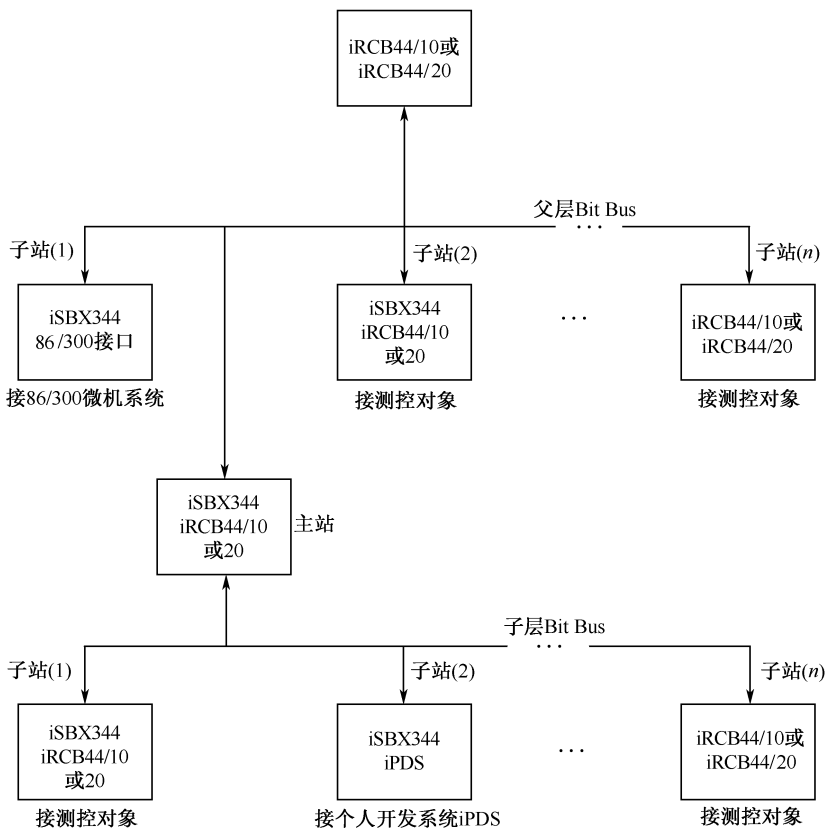 iRCB44/10或
iRCB44/20
父层Bit Bus
···
子站(1)
子站(2)
子站(n)
iSBX344
86/300接口
iSBX344
iRCB44/10
或20
···
iRCB44/10或
iRCB44/20
接86/300微机系统
接测控对象
接测控对象
iSBX344
iRCB44/10
或20
主站
子层Bit Bus
···
子站(1)
子站(2)
子站(n)
iSBX344
iRCB44/10
或20
iSBX344
iPDS
···
iRCB44/10或
iRCB44/20
接测控对象
接个人开发系统iPDS
接测控对象